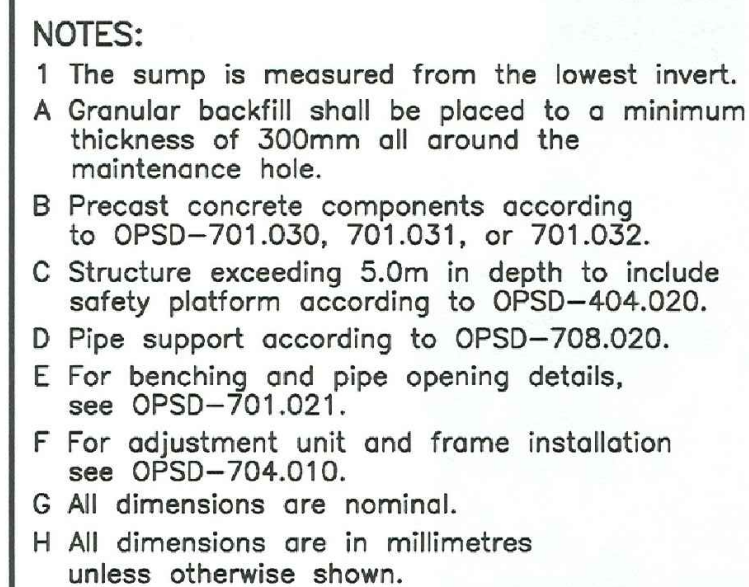 NOTES:
1 The sump is measured from the lowest invert.
A Granular backfill shall be placed to a minimum
thickness of 300mm all around the
maintenance hole.
B Precast concrete components according
to OPSD-701.030, 701.031, or 701.032.
C Structure exceeding 5.0m in depth to include
safety platform according to OPSD-404.020.
D Pipe support according to OPSD-708.020.
E For benching and pipe opening details,
see OPSD-701.021.
F For adjustment unit and frame installation
see OPSD-704.010.
G All dimensions are nominal.
H All dimensions are in millimetres
unless otherwise shown.